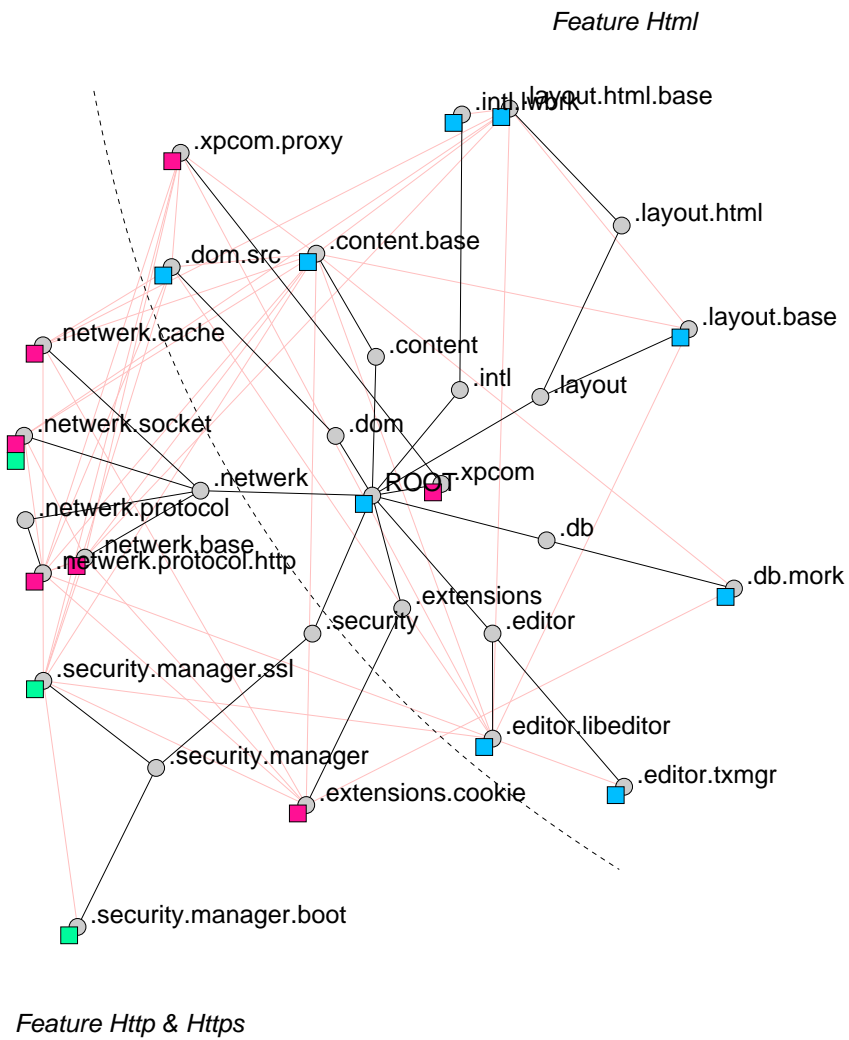 Feature Html
.intl.lwbrk
.layout.html.base
.xpcom.proxy
.layout.html
.content.base
.dom.src
.layout.base
.netwerk.cache
.content
.intl
.layout
.netwerk.socket
.dom
.netwerk
ROOT
.xpcom
.netwerk.protocol
.db
.netwerk.base
.netwerk.protocol.http
.db.mork
.extensions
.security
.editor
.security.manager.ssl
.editor.libeditor
.security.manager
.editor.txmgr
.extensions.cookie
.security.manager.boot
Feature Http & Https